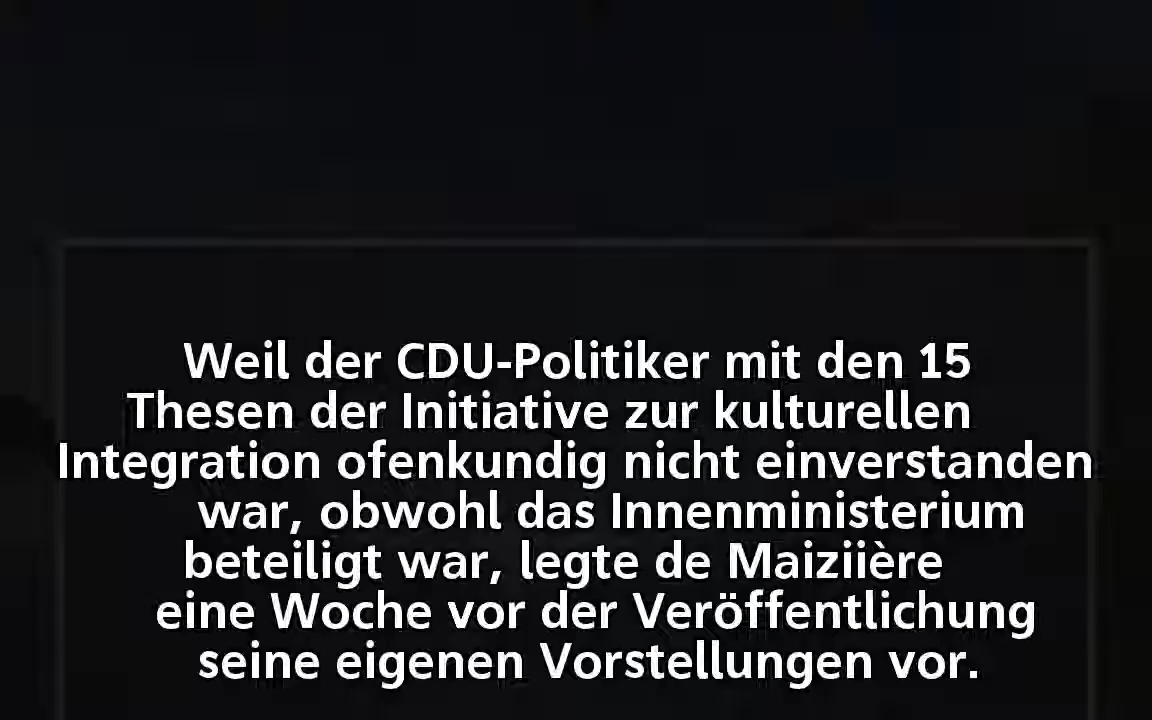 Weil der CDU-Politiker mit den 15
Thesen der Initiative zur kulturellen
Integration ofenkundig nicht einverstanden
war, obwohl das Innenministerium
beteiligt war, legte de Maiziière
eine Woche vor der Veröffentlichung
seine eigenen Vorstellungen vor.